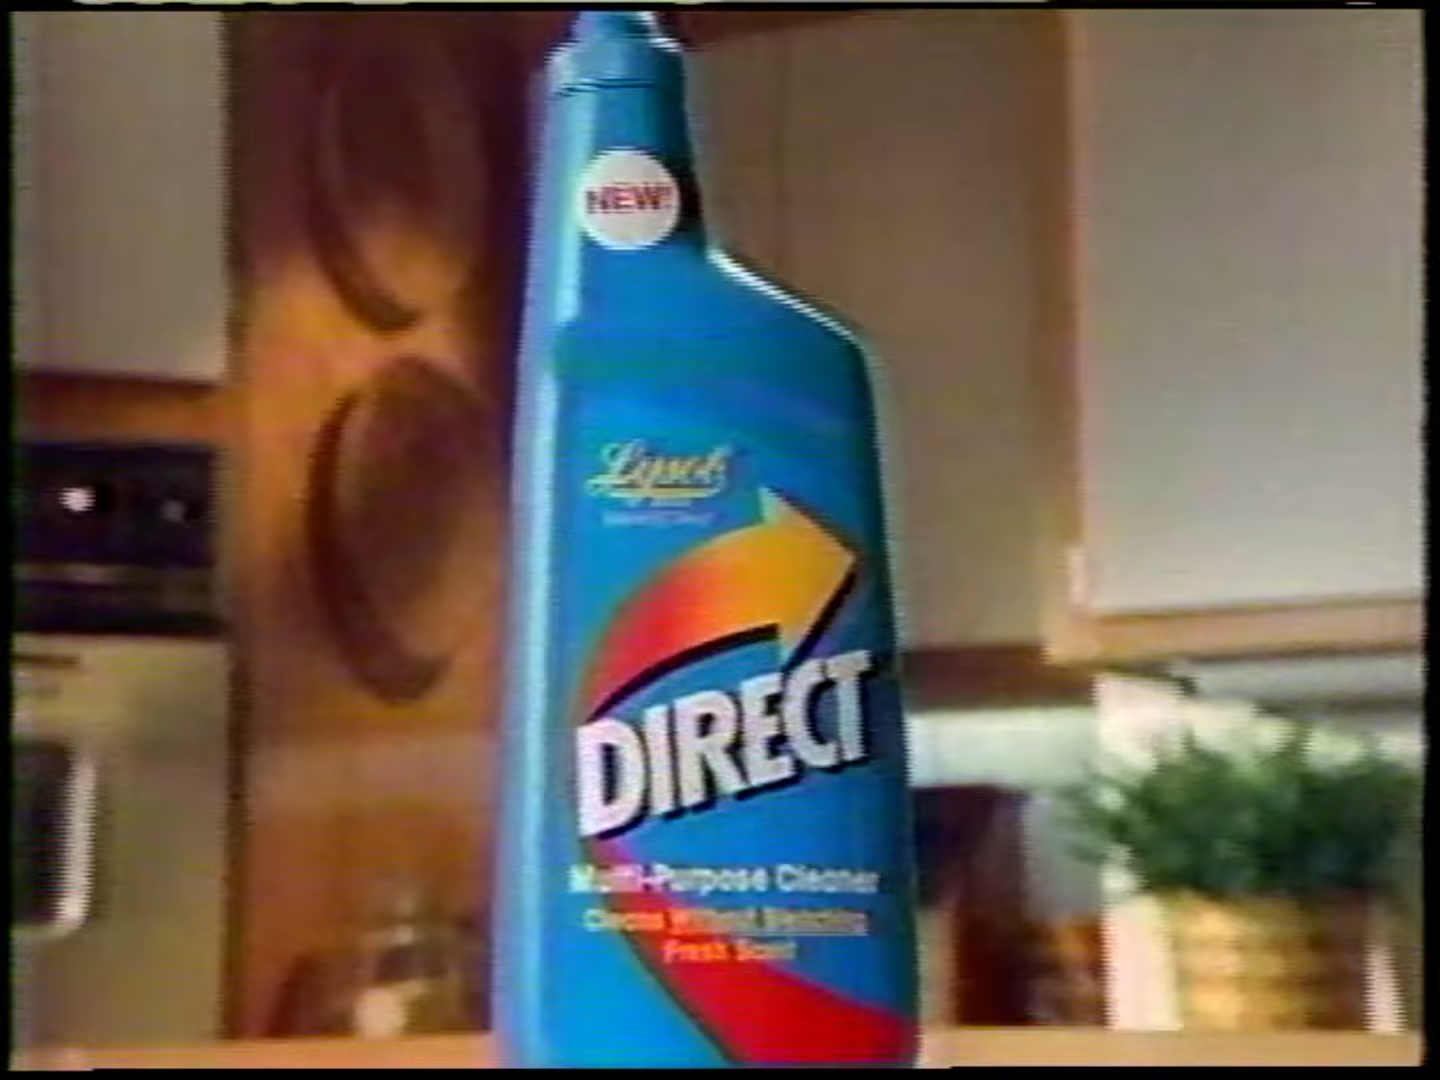 NEW!
Lysol
DIRECT
Multi-Purpose Cleaner
Cleans Without Bleaching
Fresh Scent